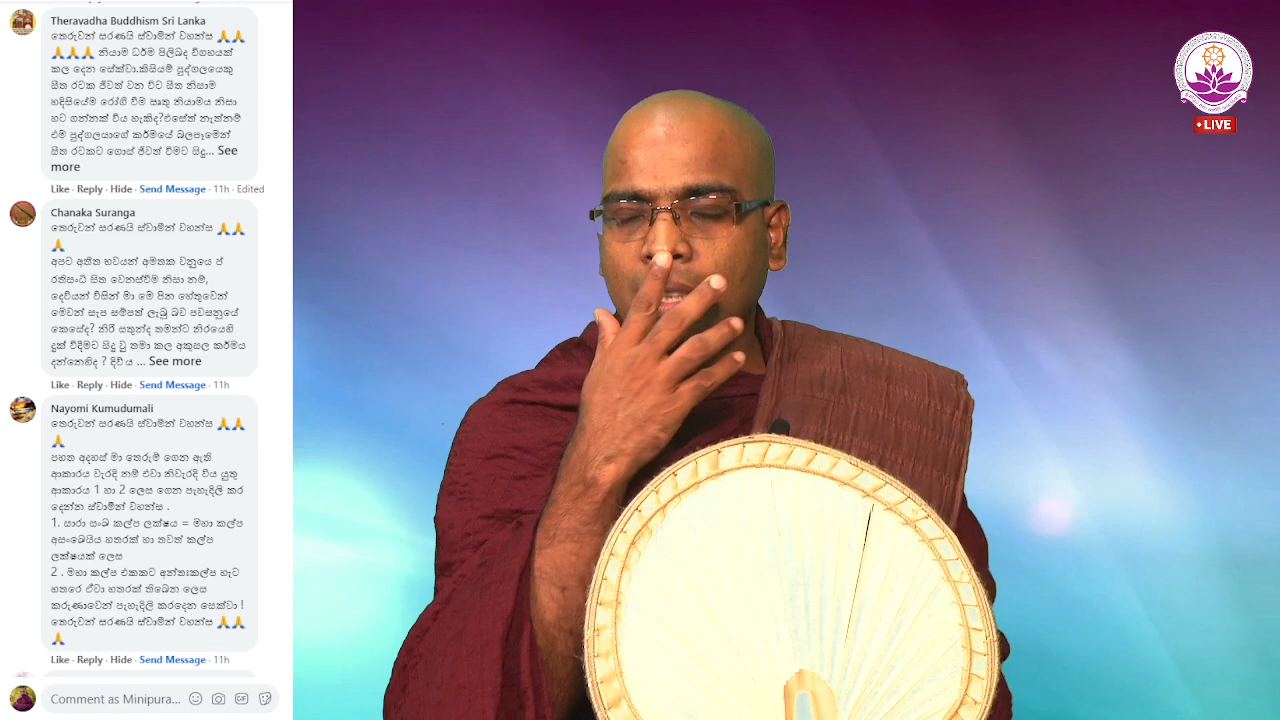 Theravadha Buddhism Sri Lanka
තෙරුවන් සරණයි ස්වාමින් වහන්ස 🙏🙏
🙏🙏🙏 නියාම ධර්ම පිලිබද විගහයක්
කල දෙන සේක්වා.කිසියම් පුද්ගලයෙකු
සීත රටක ජීවත් වන විට සීත නිසාම
හදිසියේම රෝගී වීම ඍතු නියාමය නිසා
හට ගන්නක් විය හැකිද?එසේත් නැත්නම්
එම පුද්ගලයාගේ කර්මයේ බලපෑමෙන්
සීත රටකට ගොස් ජීවත් වීමට සිදු... See
more
Like · Reply · Hide · Send Message · 11h · Edited
Chanaka Suranga
තෙරුවන් සරණයි ස්වාමින් වහන්ස 🙏🙏
🙏
අපට අතීත භවයන් අමතක වනුයෙ ප්
රතිසංධි සිත වෙනස්වීම නිසා නම්,
දෙවියන් විසින් මා මෙ පින හේතුවෙන්
මෙවන් සැප සම්පත් ලැබු බව පවසනුයේ
කෙසේද? නිරී සතුන්ද තමන්ට නිරයෙහි
දුක් විදීමට සිදු වු තමා කල අකුසල කර්මය
දන්නෙහිද ? දිව්ය ... See more
Like · Reply · Hide · Send Message · 11h
Nayomi Kumudumali
තෙරුවන් සරණයි ස්වාමීන් වහන්ස 🙏🙏
🙏
පහත අදහස් මා තෙරුම් ගෙන ඇති
ආකාරය වැරදි නම් එවා නිවැරදි විය යුතු
ආකාරය 1 හා 2 ලෙස ගෙන පැහැදිලි කර
දෙන්න ස්වාමීන් වහන්ස .
1. සාරා සංඛ කල්ප ලක්ෂය = මහා කල්ප
අසංඛෙයිය හතරක් හා තවත් කල්ප
ලක්ෂයක් ලෙස
2 . මහා කල්ප එකකට අන්තඃකල්ප හැට
හතරෙ ඒවා හතරක් තිබෙන ලෙස
කරුණාවෙන් පැහැදිලි කරදෙන සෙක්වා !
තෙරුවන් සරණයි ස්වාමීන් වහන්ස 🙏🙏
🙏
Like · Reply · Hide · Send Message · 11h
Comment as Minipura...
GIF
LIVE